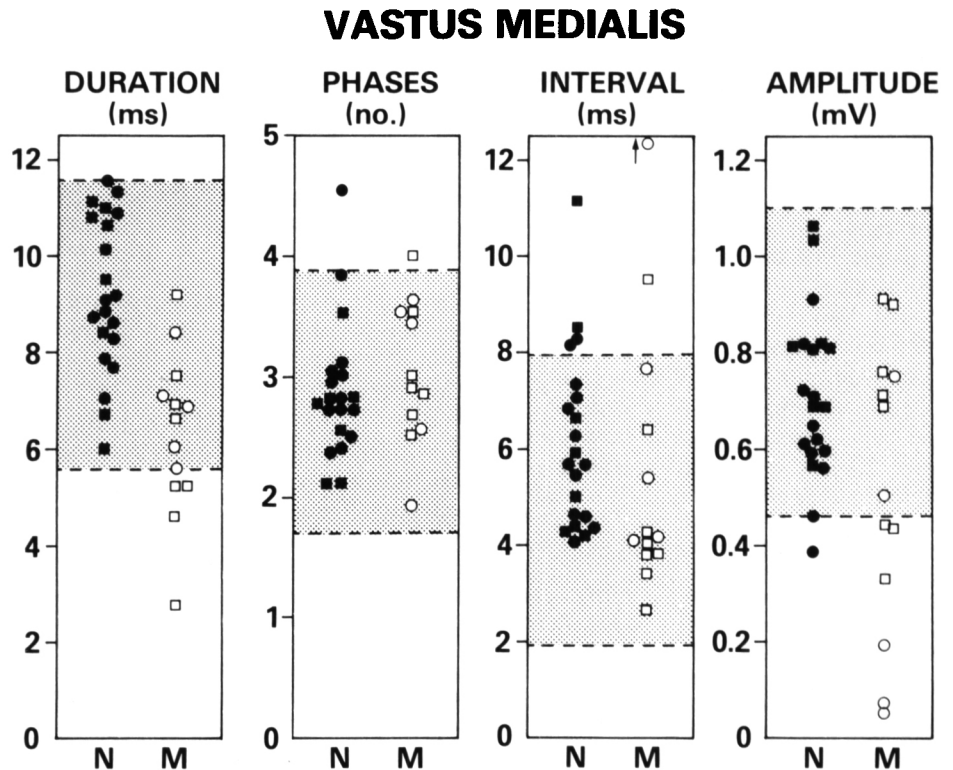 VASTUS MEDIALIS
DURATION
(ms)
12
10
8
6
4
2
0
N M
PHASES
(no.)
5
4
3
2
1
0
N M
INTERVAL
(ms)
12
10
8
6
4
2
0
N M
AMPLITUDE
(mV)
1.2
1.0
0.8
0.6
0.4
0.2
0
N M